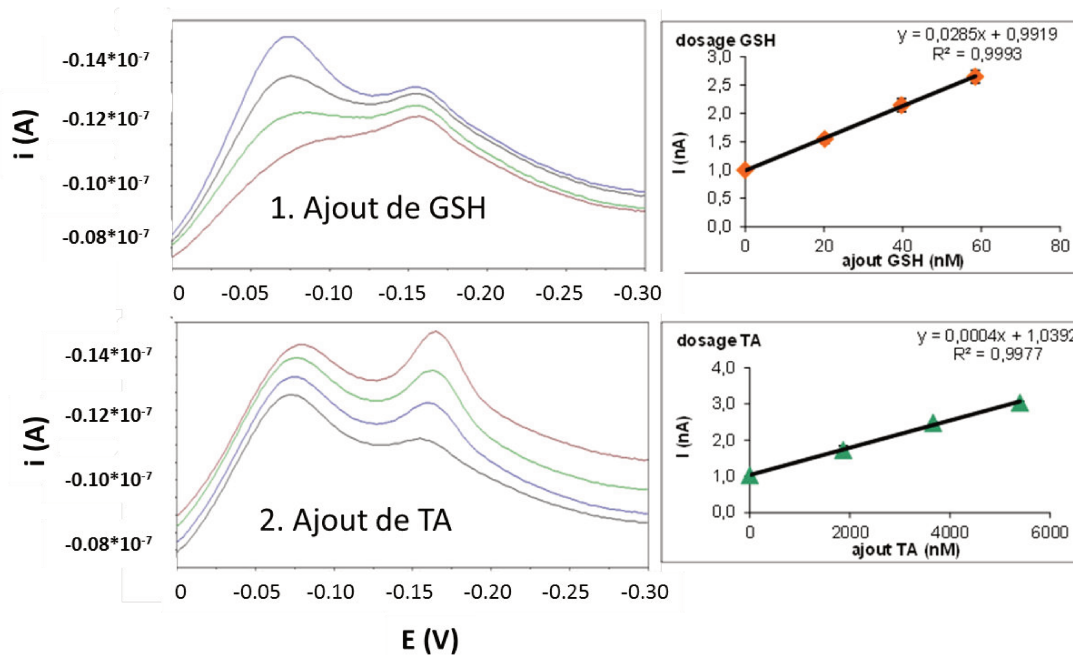 i (A)
-0.14*10-7
-0.12*10-7
-0.10*10-7
-0.08*10-7
1. Ajout de GSH
0 -0.05 -0.10 -0.15 -0.20 -0.25 -0.30
dosage GSH
y = 0,0285x + 0,9919
R² = 0,9993
I (nA)
3,0
2,5
2,0
1,5
1,0
0,5
0,0
0 20 40 60 80
ajout GSH (nM)
i (A)
-0.14*10-7
-0.12*10-7
-0.10*10-7
-0.08*10-7
2. Ajout de TA
0 -0.05 -0.10 -0.15 -0.20 -0.25 -0.30
E (V)
dosage TA
y = 0,0004x + 1,0392
R² = 0,9977
I (nA)
4,0
3,0
2,0
1,0
0,0
0 2000 4000 6000
ajout TA (nM)